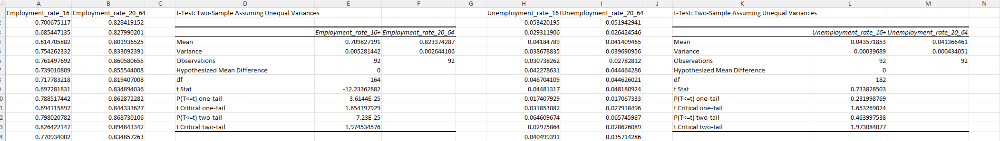 A B C D E F G H I J K L M N
Employment_rate_16+ Employment_rate_20_64 t-Test: Two-Sample Assuming Unequal Variances Unemployment_rate_16+ Unemployment_rate_20_64 t-Test: Two-Sample Assuming Unequal Variances
2 0.700675117 0.828419152 0.053420195 0.051942941
3 0.685447135 0.827990201 Employment_rate_16+ Employment_rate_20_64 0.029311906 0.026424546 Unemployment_rate_16+ Unemployment_rate_20_64
4 0.614705882 0.801936525 Mean 0.709827191 0.823374287 0.04184789 0.041409465 Mean 0.043571853 0.041366461
5 0.754262332 0.833092391 Variance 0.005281442 0.002644106 0.038678835 0.039690956 Variance 0.00039689 0.000434051
0.761497692 0.860580655 Observations 92 92 0.030738262 0.02782812 Observations 92 92
7 0.739010809 0.855544008 Hypothesized Mean Difference 0 0.042278631 0.044464286 Hypothesized Mean Difference 0
0.717783218 0.819407008 df 164 0.046704109 0.044626021 df 182
0.697281831 0.834894036 t Stat -12.23362882 0.04481317 0.048180924 t Stat 0.733828503
0 0.788517442 0.862872282 P(T<=t) one-tail 3.6144E-25 0.017407929 0.017067333 P(T<=t) one-tail 0.231998769
1 0.694115897 0.844333627 t Critical one-tail 1.654197929 0.031853082 0.027918496 t Critical one-tail 1.653269024
2 0.798020782 0.868730106 P(T<=t) two-tail 7.23E-25 0.064609674 0.065745987 P(T<=t) two-tail 0.463997538
3 0.826422147 0.894843342 t Critical two-tail 1.974534576 0.02975864 0.028626089 t Critical two-tail 1.973084077
4 0.770934002 0.834857263 0.040499391 0.035714286